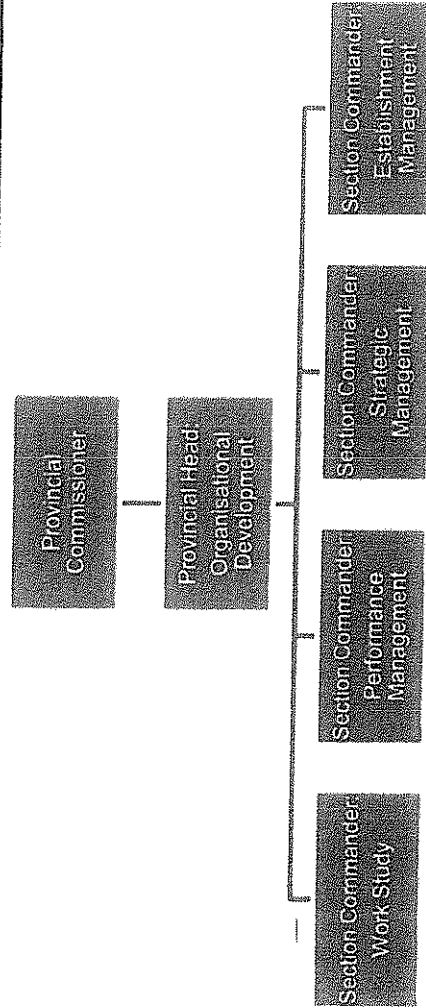 Provincial
Commissioner
Provincial Head:
Organisational
Development
Section Commander:
Work Study
Section Commander:
Performance
Management
Section Commander:
Strategic
Management
Section Commander:
Establishment
Management